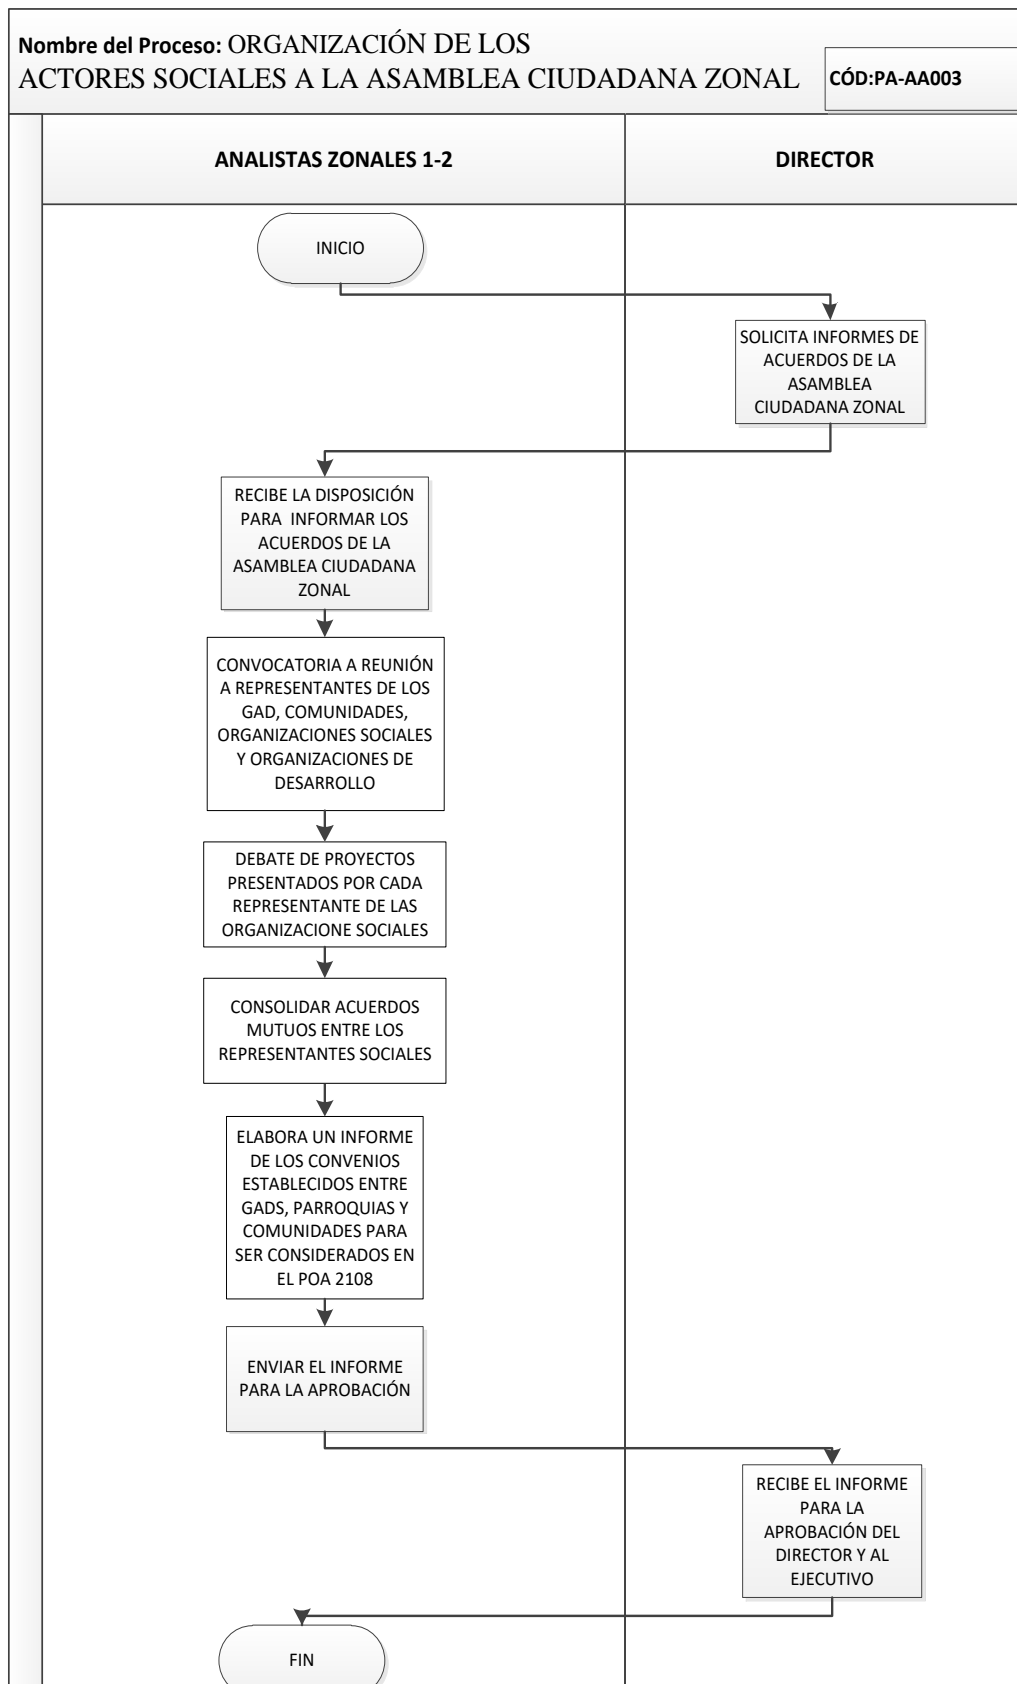 Nombre del Proceso: ORGANIZACIÓN DE LOS
ACTORES SOCIALES A LA ASAMBLEA CIUDADANA ZONAL
CÓD:PA-AA003
ANALISTAS ZONALES 1-2
DIRECTOR
INICIO
SOLICITA INFORMES DE
ACUERDOS DE LA
ASAMBLEA
CIUDADANA ZONAL
RECIBE LA DISPOSICIÓN
PARA  INFORMAR LOS
ACUERDOS DE LA
ASAMBLEA CIUDADANA
ZONAL
CONVOCATORIA A REUNIÓN
A REPRESENTANTES DE LOS
GAD, COMUNIDADES,
ORGANIZACIONES SOCIALES
Y ORGANIZACIONES DE
DESARROLLO
DEBATE DE PROYECTOS
PRESENTADOS POR CADA
REPRESENTANTE DE LAS
ORGANIZACIONE SOCIALES
CONSOLIDAR ACUERDOS
MUTUOS ENTRE LOS
REPRESENTANTES SOCIALES
ELABORA UN INFORME
DE LOS CONVENIOS
ESTABLECIDOS ENTRE
GADS, PARROQUIAS Y
COMUNIDADES PARA
SER CONSIDERADOS EN
EL POA 2108
ENVIAR EL INFORME
PARA LA APROBACIÓN
RECIBE EL INFORME
PARA LA
APROBACIÓN DEL
DIRECTOR Y AL
EJECUTIVO
FIN